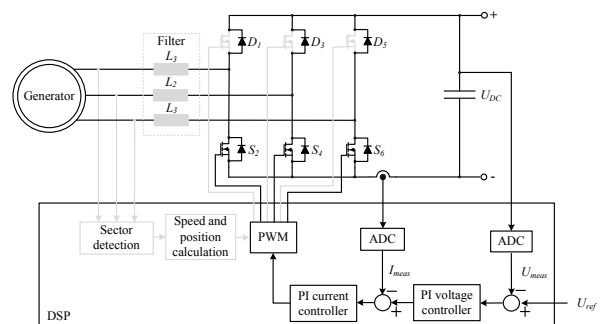 +
Filter
L3
D1
D3
D5
L2
Generator
L3
UDC
S2
S4
S6
-
Sector
detection
Speed and
position
calculation
PWM
ADC
ADC
Imeas
Umeas
PI current
controller
PI voltage
controller
−
+
−
+
Uref
DSP